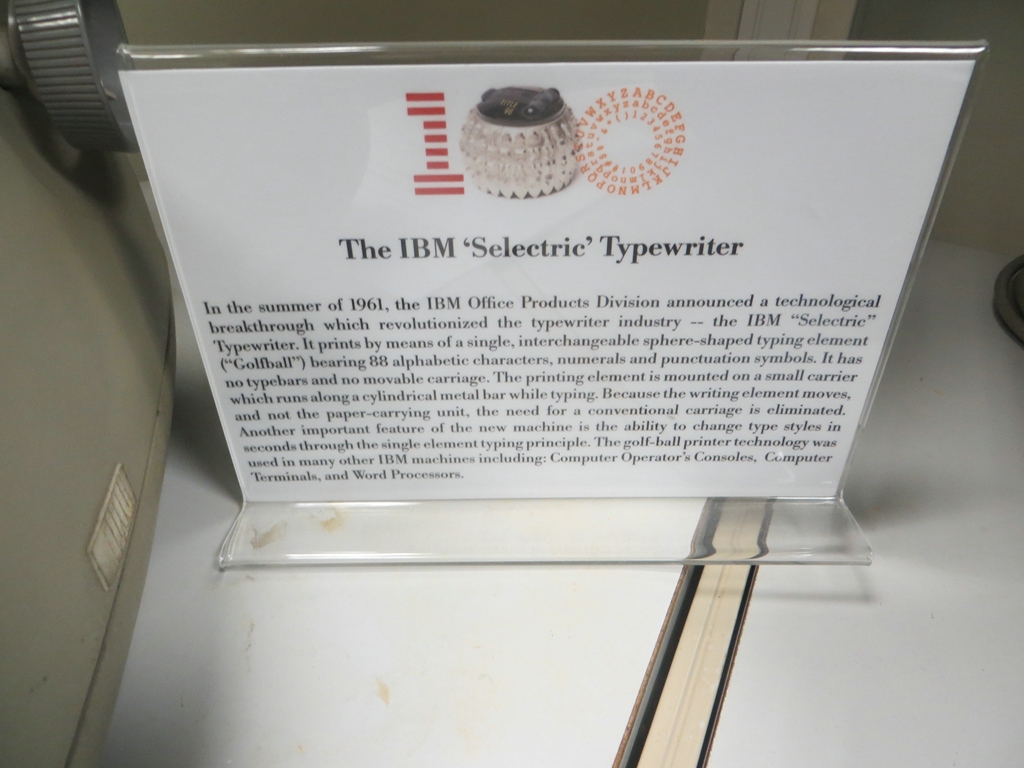 The IBM ‘Selectric’ Typewriter
In the summer of 1961, the IBM Office Products Division announced a technological
breakthrough which revolutionized the typewriter industry -- the IBM “Selectric”
Typewriter. It prints by means of a single, interchangeable sphere-shaped typing element
(“Golfball”) bearing 88 alphabetic characters, numerals and punctuation symbols. It has
no typebars and no movable carriage. The printing element is mounted on a small carrier
which runs along a cylindrical metal bar while typing. Because the writing element moves,
and not the paper-carrying unit, the need for a conventional carriage is eliminated.
Another important feature of the new machine is the ability to change type styles in
seconds through the single element typing principle. The golf-ball printer technology was
used in many other IBM machines including: Computer Operator’s Consoles, Computer
Terminals, and Word Processors.